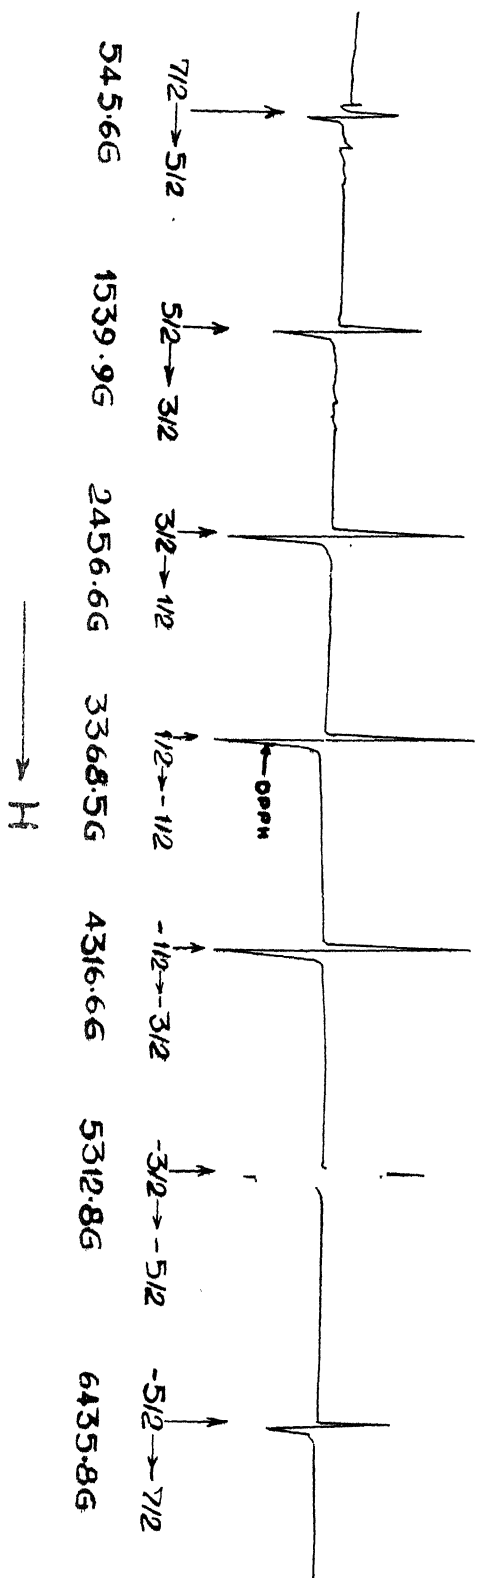 7/2 → 5/2
545.6G
5/2 → 3/2
1539.9G
3/2 → 1/2
2456.6G
1/2 → -1/2
3368.5G
← DPPH
-1/2 → -3/2
4316.6G
-3/2 → -5/2
5312.8G
-5/2 → -7/2
6435.8G
→ H